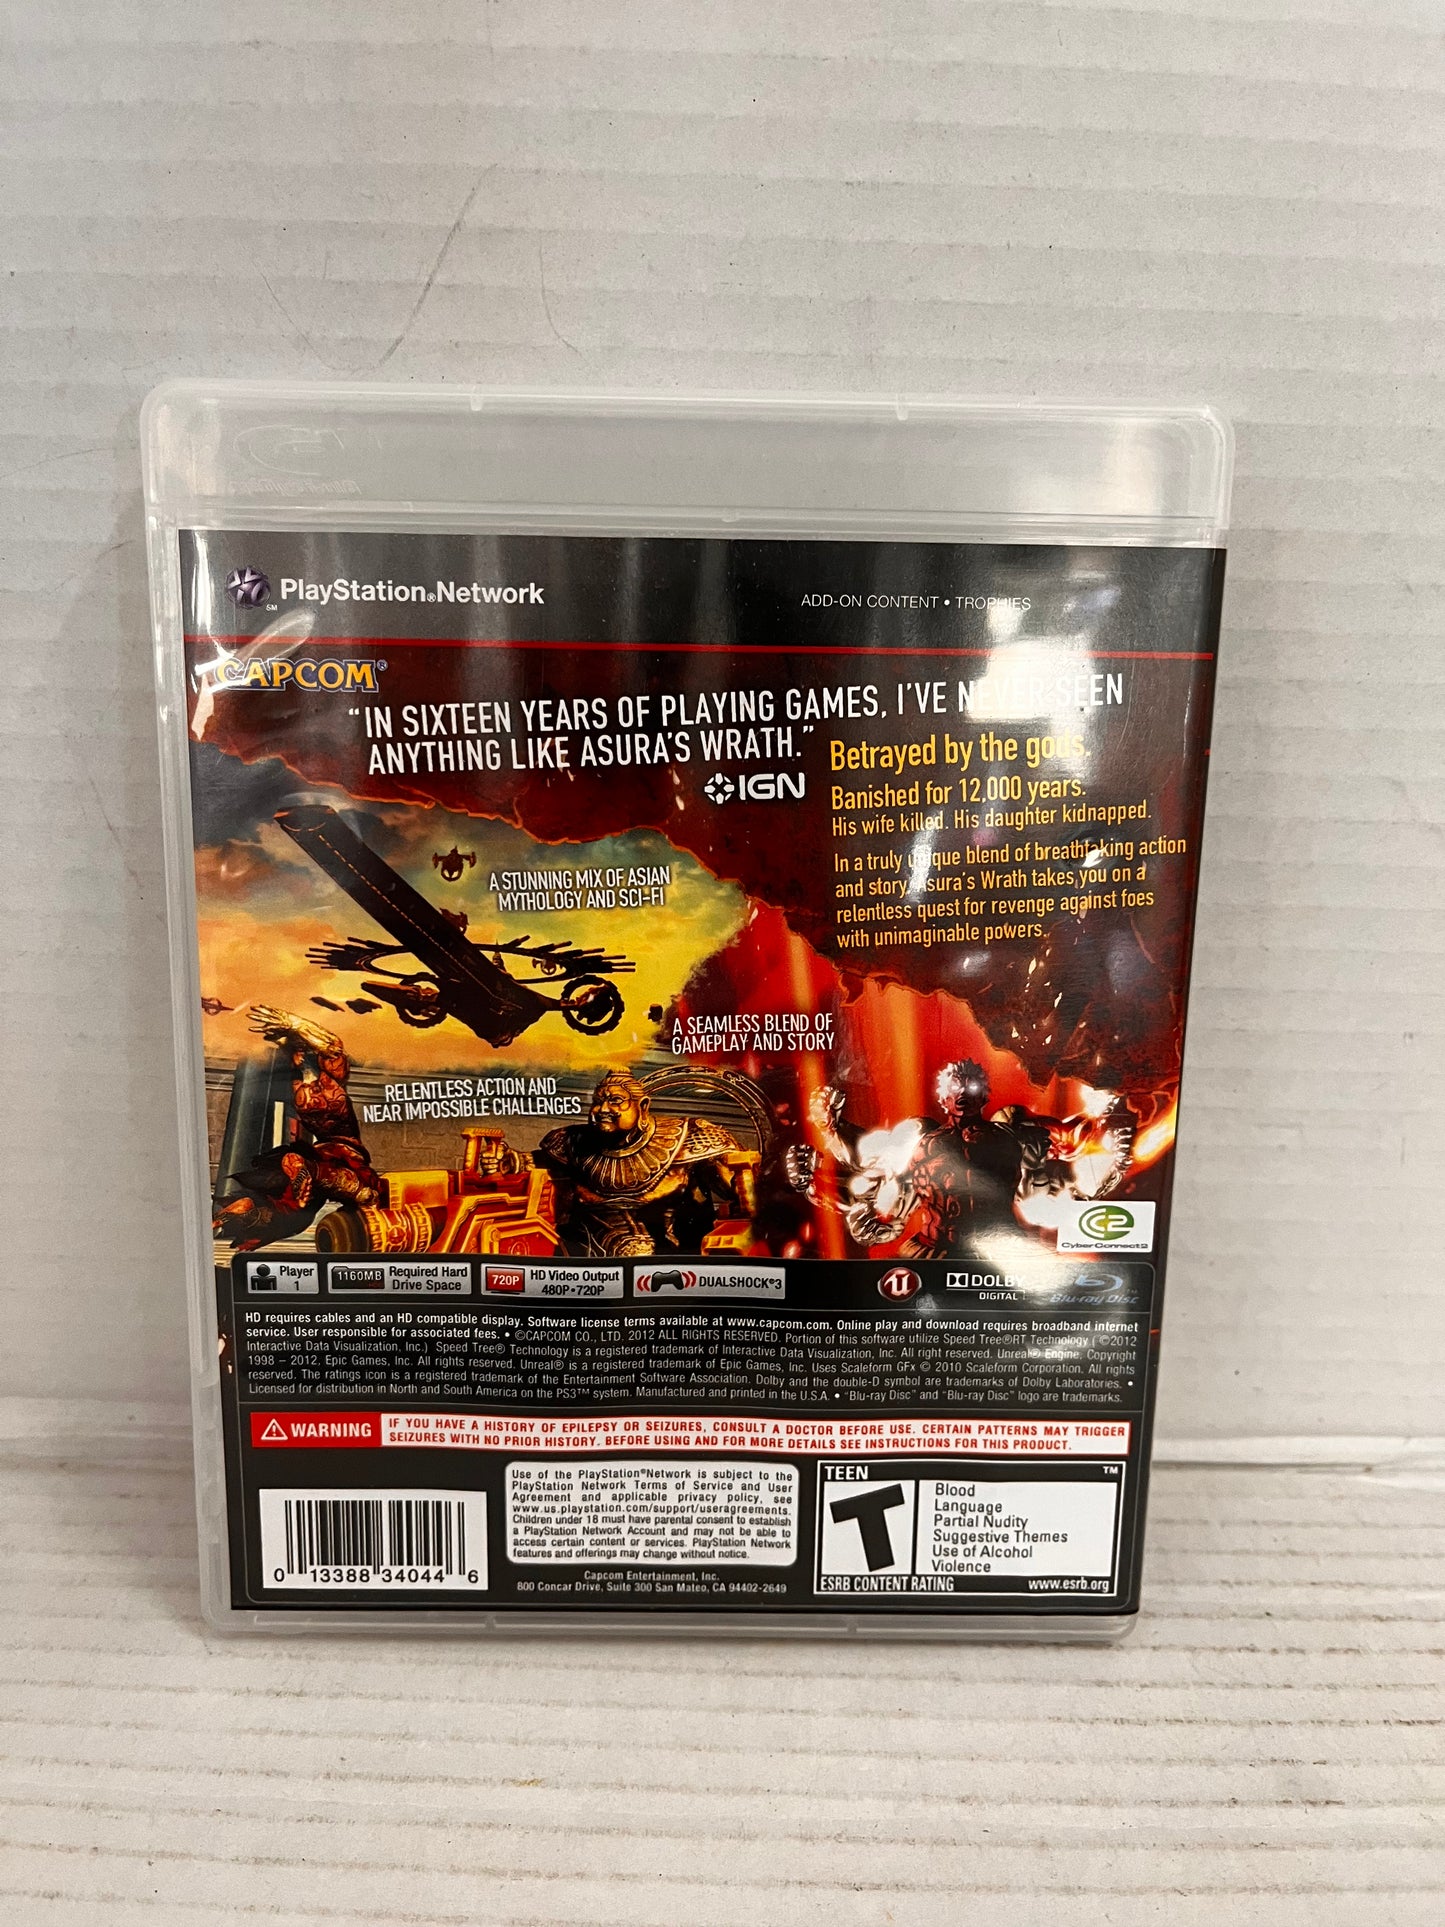 PlayStation®Network
SM
ADD-ON CONTENT • TROPHIES
CAPCOM®
"IN SIXTEEN YEARS OF PLAYING GAMES, I'VE NEVER SEEN
ANYTHING LIKE ASURA'S WRATH."
IGN
Betrayed by the gods.
Banished for 12,000 years.
His wife killed. His daughter kidnapped.
In a truly unique blend of breathtaking action
and story, Asura's Wrath takes you on a
relentless quest for revenge against foes
with unimaginable powers.
A STUNNING MIX OF ASIAN
MYTHOLOGY AND SCI-FI
A SEAMLESS BLEND OF
GAMEPLAY AND STORY
RELENTLESS ACTION AND
NEAR IMPOSSIBLE CHALLENGES
CyberConnect2
Player
1
1160MB
Required Hard
Drive Space
720P
HD Video Output
480P•720P
DUALSHOCK®3
DOLBY
DIGITAL
Blu-ray Disc
HD requires cables and an HD compatible display. Software license terms available at www.capcom.com. Online play and download requires broadband internet
service. User responsible for associated fees. • ©CAPCOM CO., LTD. 2012 ALL RIGHTS RESERVED. Portion of this software utilize Speed Tree®RT Technology ( ©2012
Interactive Data Visualization, Inc.) Speed Tree® Technology is a registered trademark of Interactive Data Visualization, Inc. All right reserved. Unreal® Engine, Copyright
1998 – 2012, Epic Games, Inc. All rights reserved. Unreal® is a registered trademark of Epic Games, Inc. Uses Scaleform GFx © 2010 Scaleform Corporation. All rights
reserved. The ratings icon is a registered trademark of the Entertainment Software Association. Dolby and the double-D symbol are trademarks of Dolby Laboratories. •
Licensed for distribution in North and South America on the PS3™ system. Manufactured and printed in the U.S.A. • "Blu-ray Disc" and "Blu-ray Disc" logo are trademarks.
WARNING
IF YOU HAVE A HISTORY OF EPILEPSY OR SEIZURES, CONSULT A DOCTOR BEFORE USE. CERTAIN PATTERNS MAY TRIGGER
SEIZURES WITH NO PRIOR HISTORY. BEFORE USING AND FOR MORE DETAILS SEE INSTRUCTIONS FOR THIS PRODUCT.
0 13388 34044 6
Use of the PlayStation®Network is subject to the
PlayStation Network Terms of Service and User
Agreement and applicable privacy policy, see
www.us.playstation.com/support/useragreements.
Children under 18 must have parental consent to establish
a PlayStation Network Account and may not be able to
access certain content or services. PlayStation Network
features and offerings may change without notice.
Capcom Entertainment, Inc.
800 Concar Drive, Suite 300 San Mateo, CA 94402-2649
TEEN
TM
T
Blood
Language
Partial Nudity
Suggestive Themes
Use of Alcohol
Violence
ESRB CONTENT RATING
www.esrb.org